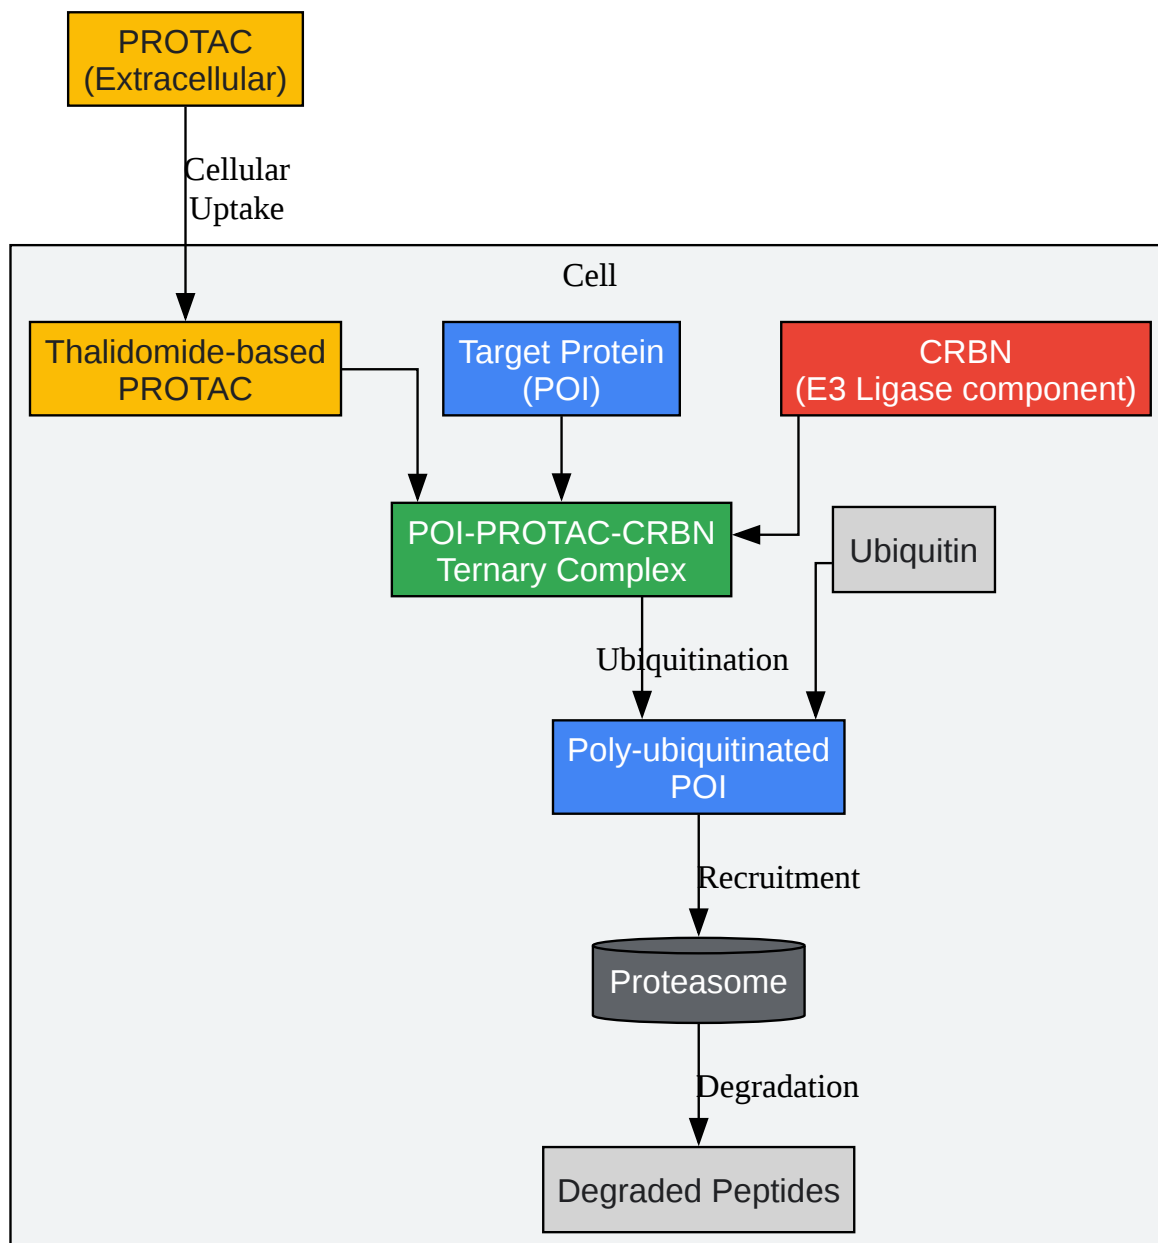 PROTAC
(Extracellular)
Cellular
Uptake
Cell
Thalidomide-based
PROTAC
Target Protein
(POI)
CRBN
(E3 Ligase component)
POI-PROTAC-CRBN
Ternary Complex
Ubiquitin
Ubiquitination
Poly-ubiquitinated
POI
Recruitment
Proteasome
Degradation
Degraded Peptides